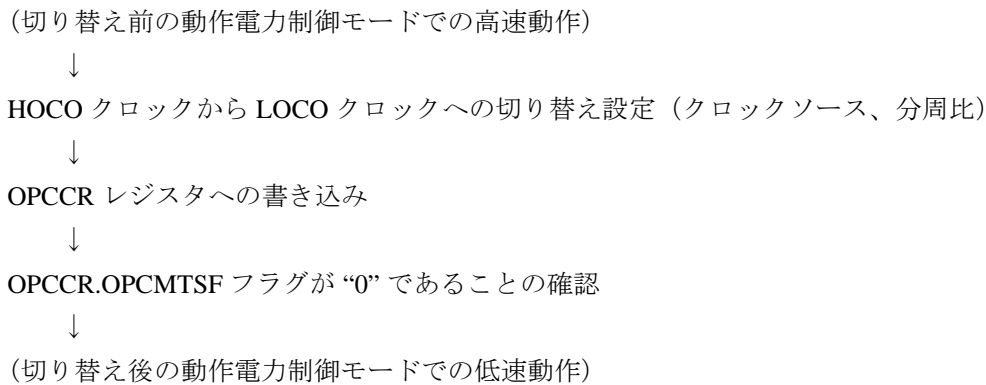 （切り替え前の動作電力制御モードでの高速動作）
↓
HOCO クロックから LOCO クロックへの切り替え設定（クロックソース、分周比）
↓
OPCCR レジスタへの書き込み
↓
OPCCR.OPCMTSF フラグが “0” であることの確認
↓
（切り替え後の動作電力制御モードでの低速動作）